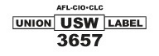 AFL-CIO•CLC
UNION USW LABEL
3657